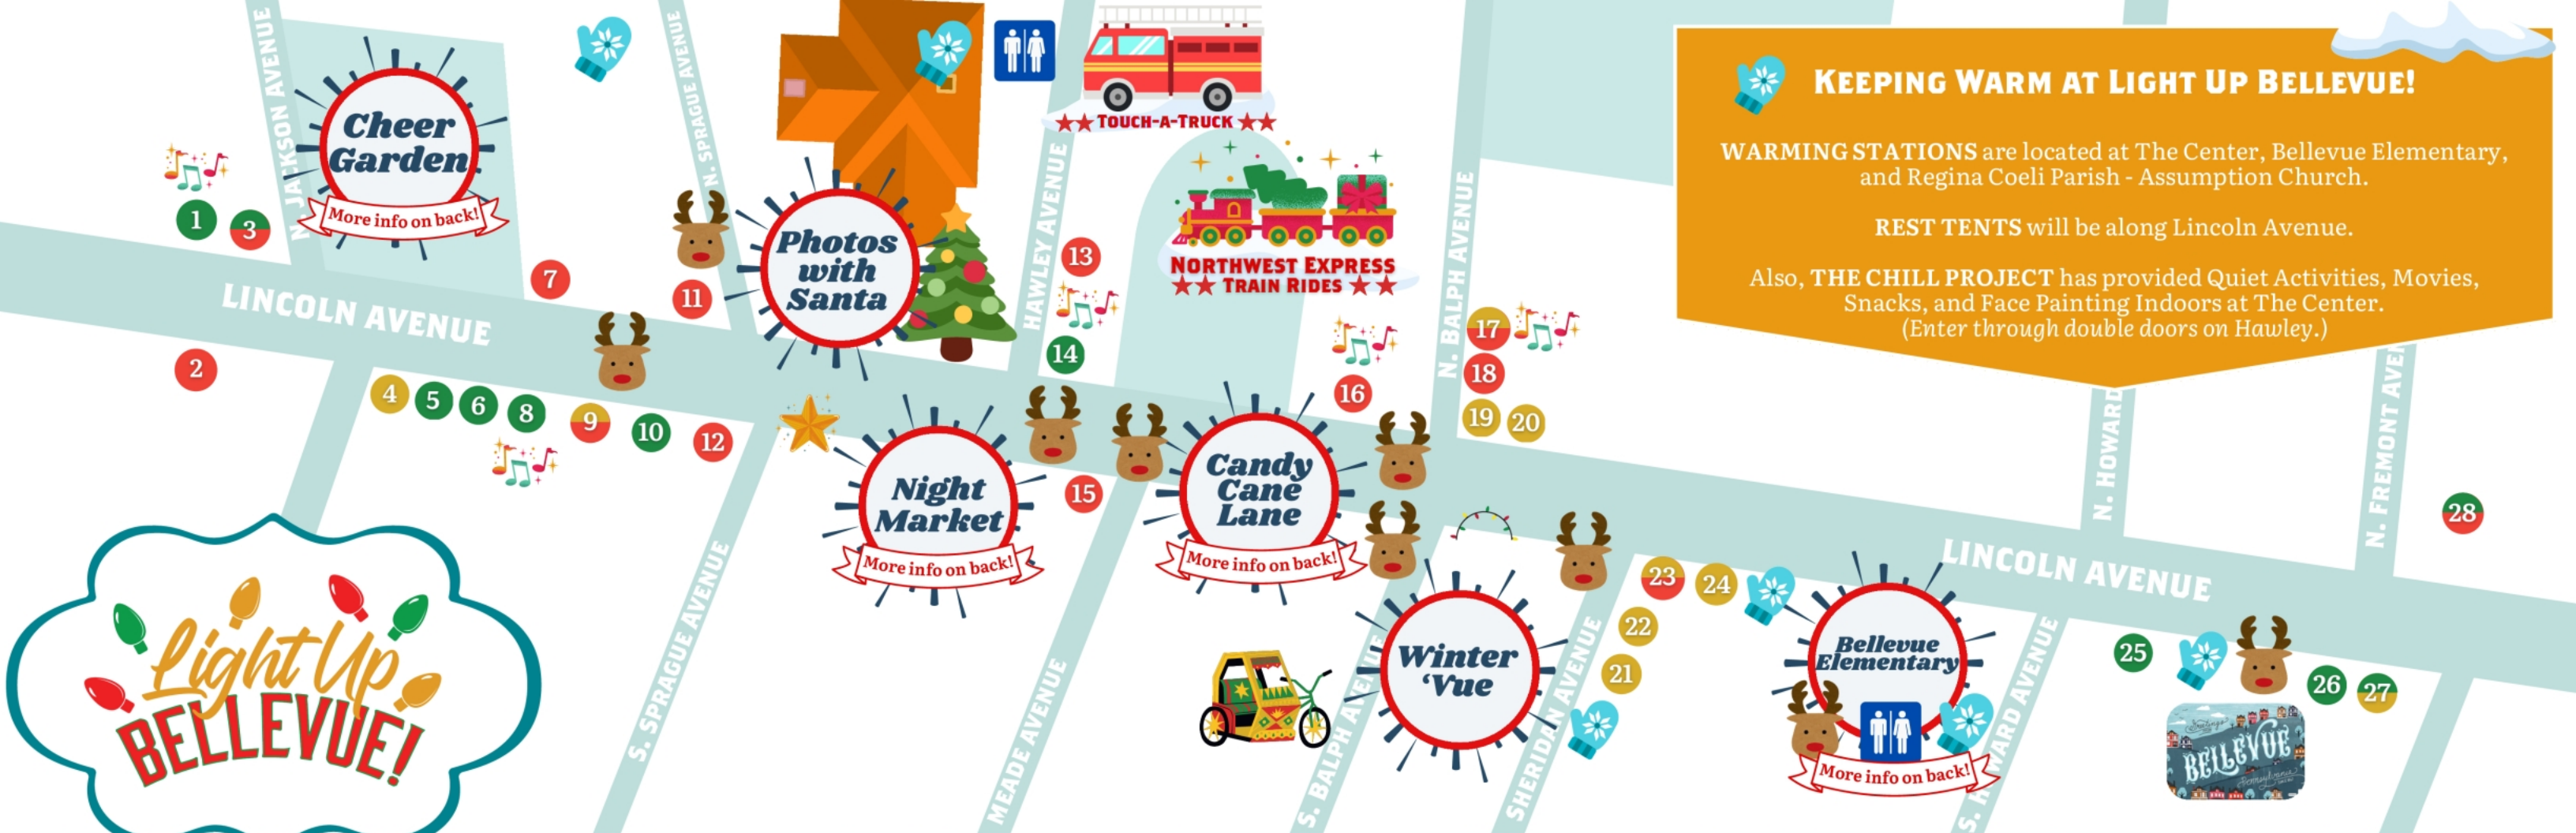 N. JACKSON AVENUE
Cheer
Garden
More info on back!
1
3
LINCOLN AVENUE
2
4
5
6
8
9
10
12
7
11
N. SPRAGUE AVENUE
Photos
with
Santa
HAWLEY AVENUE
★★ TOUCH-A-TRUCK ★★
13
14
NORTHWEST EXPRESS
★★ TRAIN RIDES ★★
16
N. BALPH AVENUE
17
18
19
20
KEEPING WARM AT LIGHT UP BELLEVUE!
WARMING STATIONS are located at The Center, Bellevue Elementary,
and Regina Coeli Parish - Assumption Church.
REST TENTS will be along Lincoln Avenue.
Also, THE CHILL PROJECT has provided Quiet Activities, Movies,
Snacks, and Face Painting Indoors at The Center.
(Enter through double doors on Hawley.)
N. HOWARD
N. FREMONT AVE
28
Light Up
BELLEVUE!
S. SPRAGUE AVENUE
Night
Market
More info on back!
15
MEADE AVENUE
Candy
Cane
Lane
More info on back!
S. BALPH AVENUE
Winter
‘Vue
SHERIDAN AVENUE
23
24
22
21
LINCOLN AVENUE
Bellevue
Elementary
More info on back!
S. HOWARD AVENUE
25
26
27
Greetings
BELLEVUE
Pennsylvania